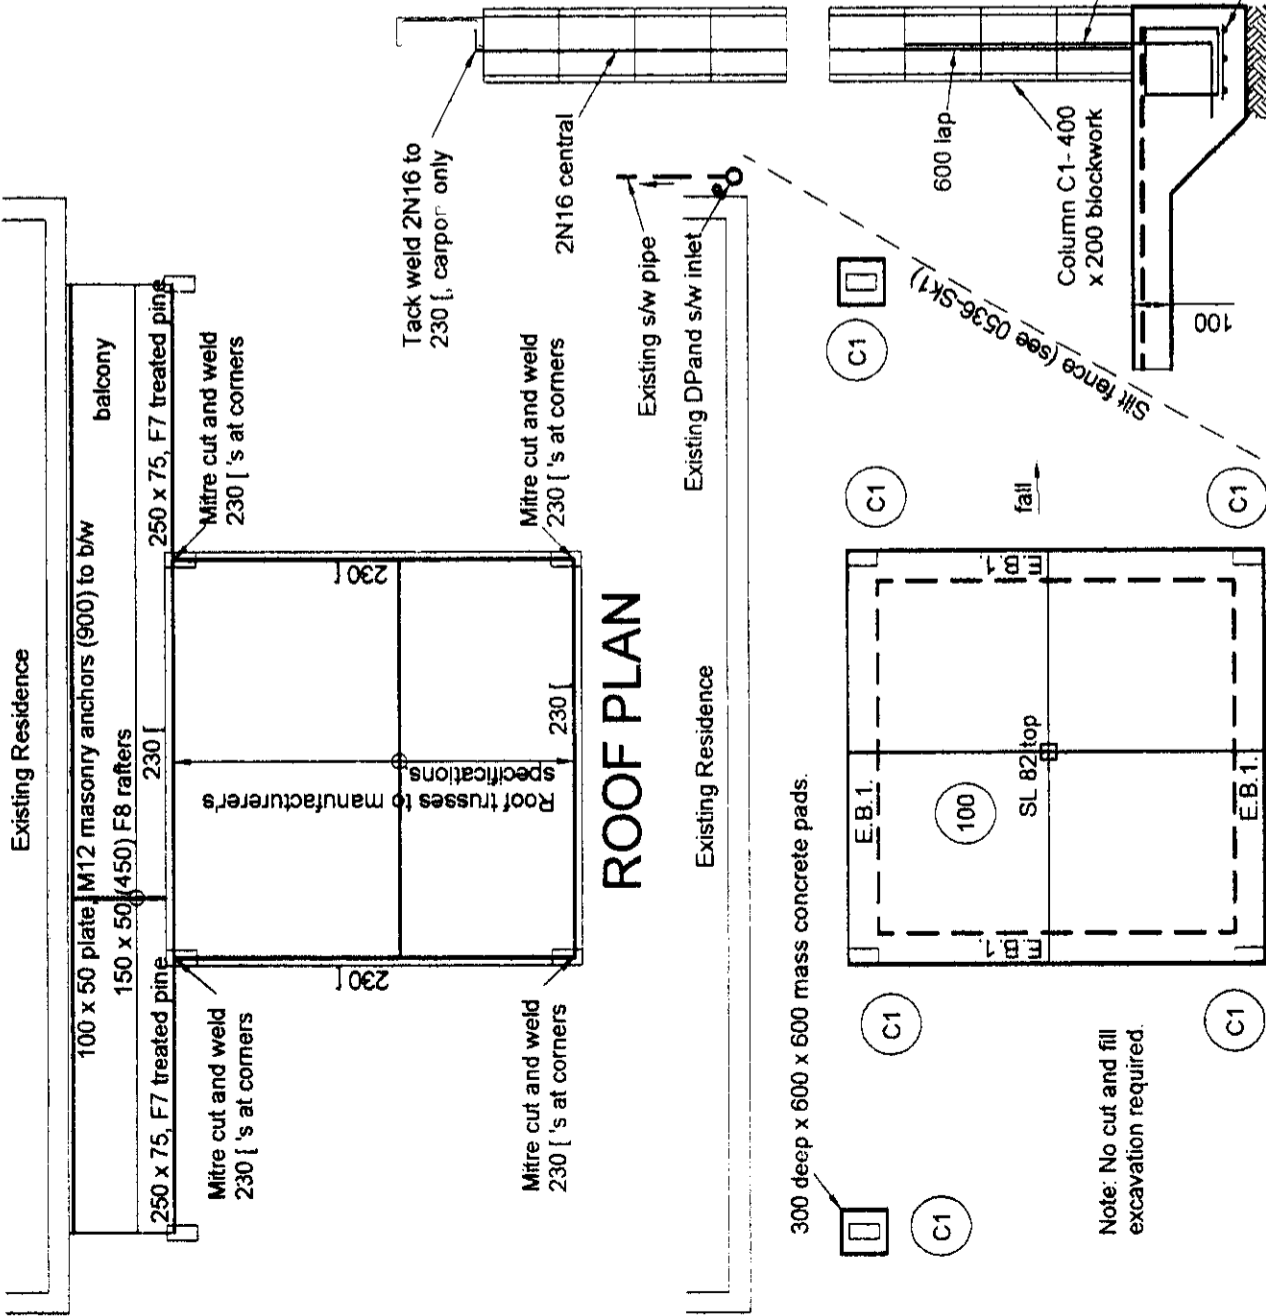 Existing Residence
100 x 50 plate, M12 masonry anchors (900) to b/w
150 x 50 (450) F8 rafters
balcony
250 x 75, F7 treated pine
230 [
250 x 75, F7 treated pine
Mitre cut and weld
230 [ 's at corners
Mitre cut and weld
230 [ 's at corners
230 [
230 [
Roof trusses to manufacturerer's
specifications.
230 [
Mitre cut and weld
230 [ 's at corners
Mitre cut and weld
230 [ 's at corners
ROOF PLAN
Tack weld 2N16 to
230 [, carpor only
2N16 central
Existing s/w pipe
Existing DPand s/w inlet
600 lap
Column C1- 400
x 200 blockwork
100
Existing Residence
300 deep x 600 x 600 mass concrete pads.
Silt fence (see 0536-Sk1)
C1
C1
C1
C1
C1
C1
fall
E.B.1.
E.B.1.
E.B.1.
E.B.1.
100
SL 82 top
Note: No cut and fill
excavation required.